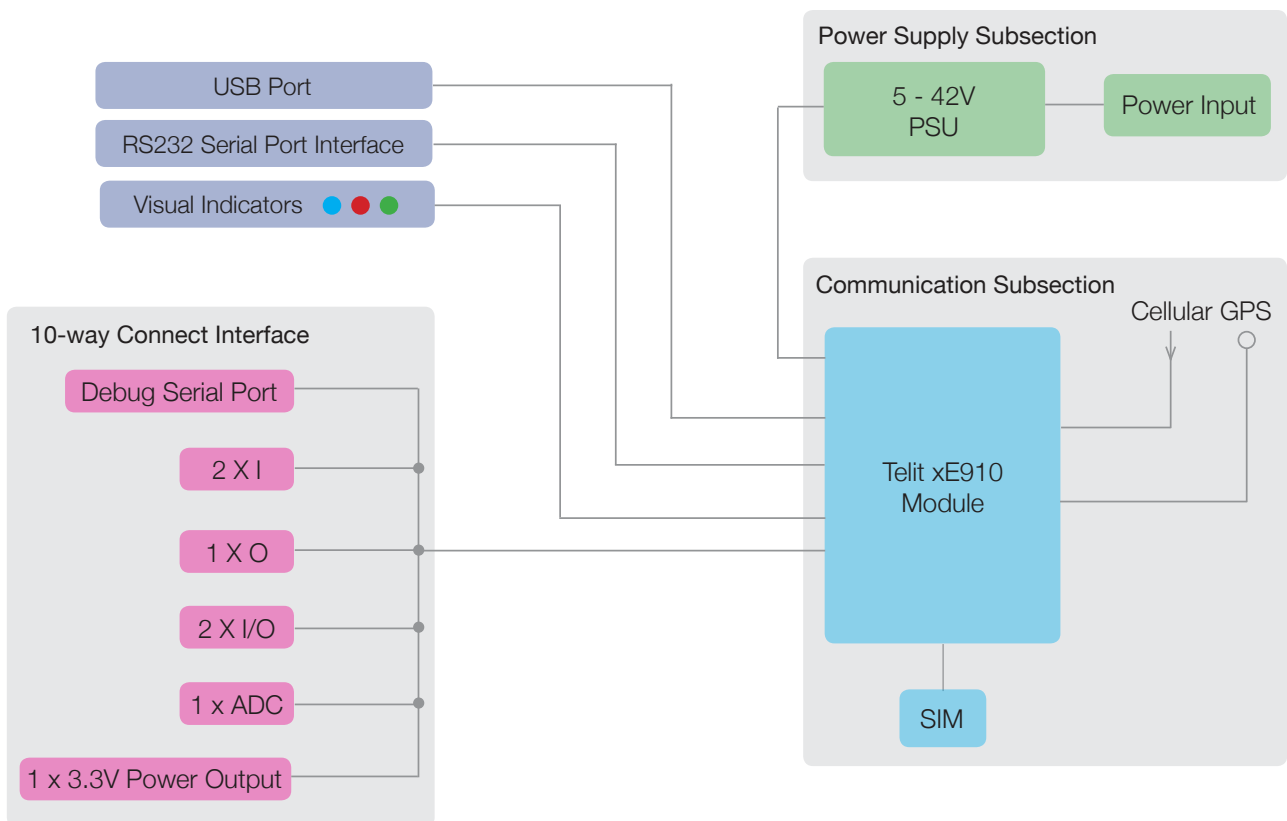 USB Port
RS232 Serial Port Interface
Visual Indicators
Power Supply Subsection
5 - 42V
PSU
Power Input
10-way Connect Interface
Debug Serial Port
2 X I
1 X O
2 X I/O
1 x ADC
1 x 3.3V Power Output
Communication Subsection
Cellular GPS
Telit xE910
Module
SIM